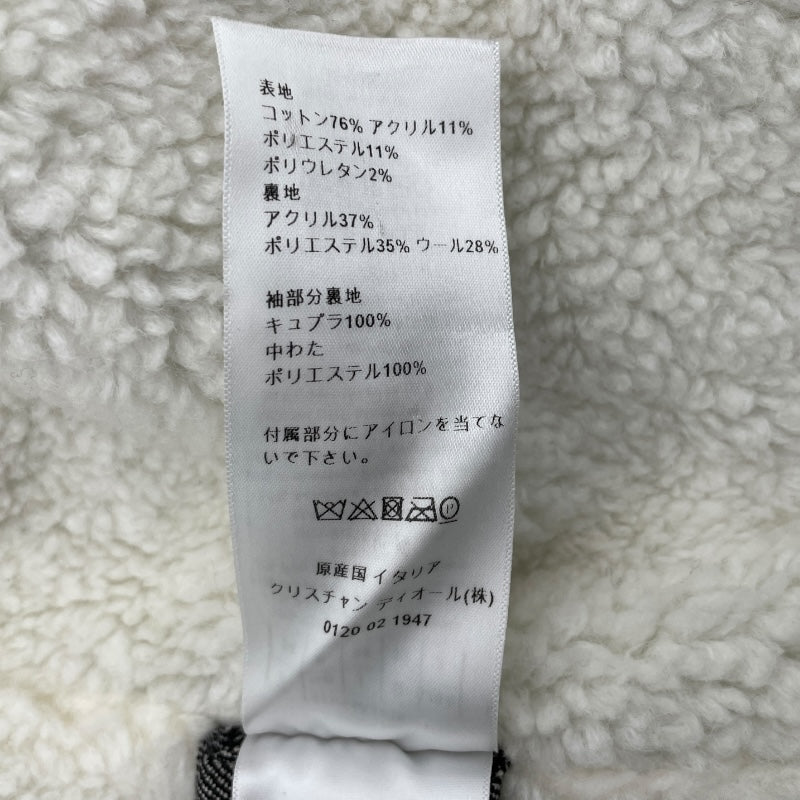 表地
コットン76% アクリル11%
ポリエステル11%
ポリウレタン2%
裏地
アクリル37%
ポリエステル35% ウール28%
袖部分裏地
キュプラ100%
中わた
ポリエステル100%
付属部分にアイロンを当てな
いで下さい。
P
原産国 イタリア
クリスチャン ディオール(株)
0120 02 1947